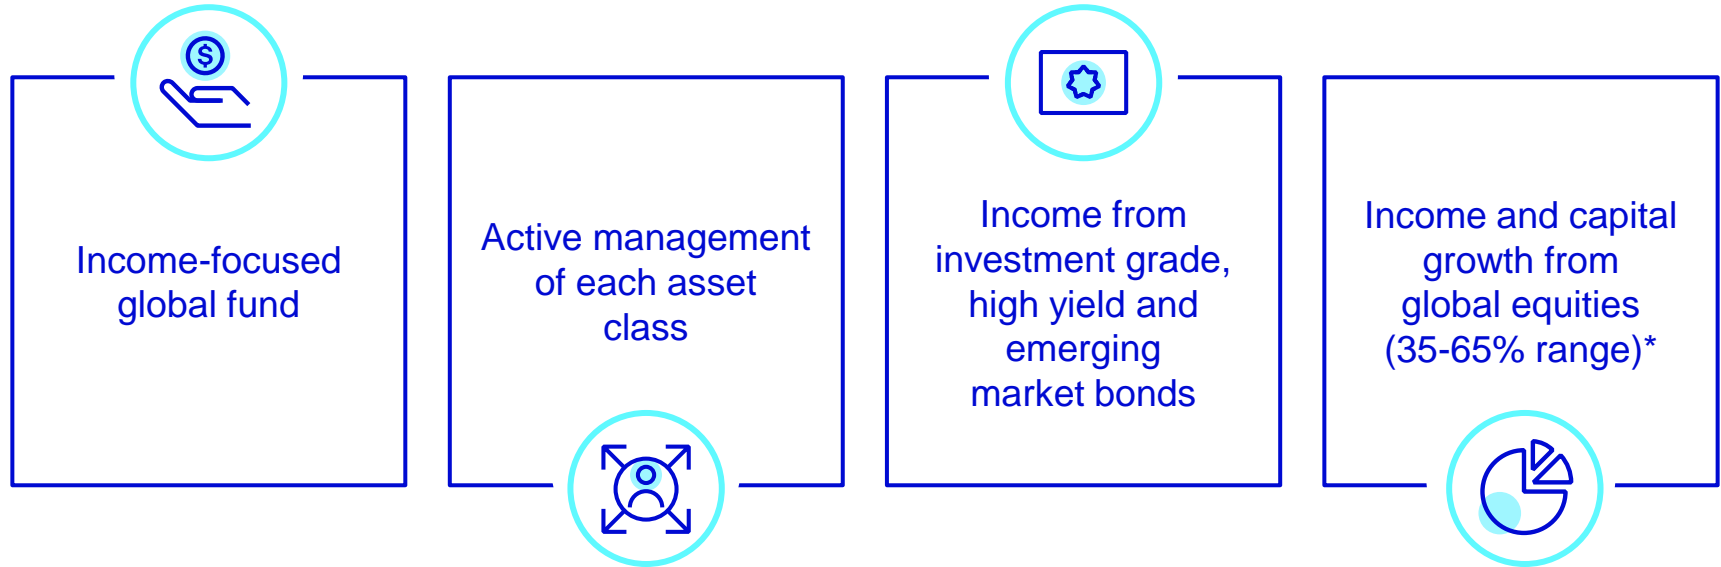 $
Income-focused
global fund
Active management
of each asset
class
Income from
investment grade,
high yield and
emerging
market bonds
Income and capital
growth from
global equities
(35-65% range)*